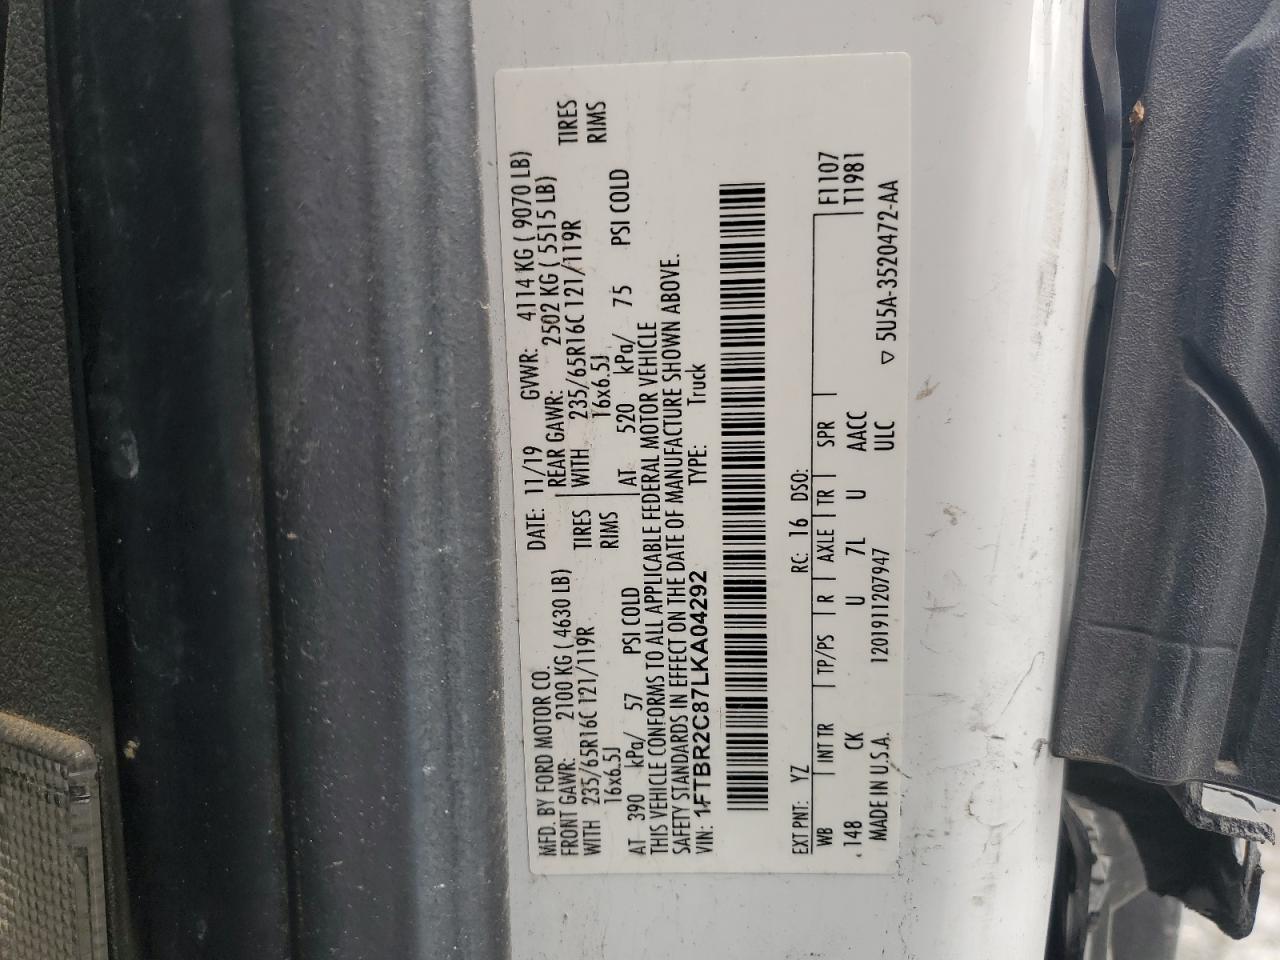 MFD. BY FORD MOTOR CO.
DATE: 11/19 GVWR: 4114 KG ( 9070 LB)
FRONT GAWR: 2100 KG ( 4630 LB)
REAR GAWR: 2502 KG ( 5515 LB)
WITH 235/65R16C 121/119R TIRES
WITH 235/65R16C 121/119R TIRES
16x6.5J RIMS
16x6.5J RIMS
AT 390 kPa/ 57 PSI COLD
AT 520 kPa/ 75 PSI COLD
THIS VEHICLE CONFORMS TO ALL APPLICABLE FEDERAL MOTOR VEHICLE
SAFETY STANDARDS IN EFFECT ON THE DATE OF MANUFACTURE SHOWN ABOVE.
VIN: 1FTBR2C87LKA04292 TYPE: Truck
EXT PNT: YZ RC: 16 DSO:
WB INT TR TP/PS R AXLE TR SPR F1107
148 CK U 7L U AACC T1981
MADE IN U.S.A. 1201911207947 ULC
▽ 5U5A-3520472-AA